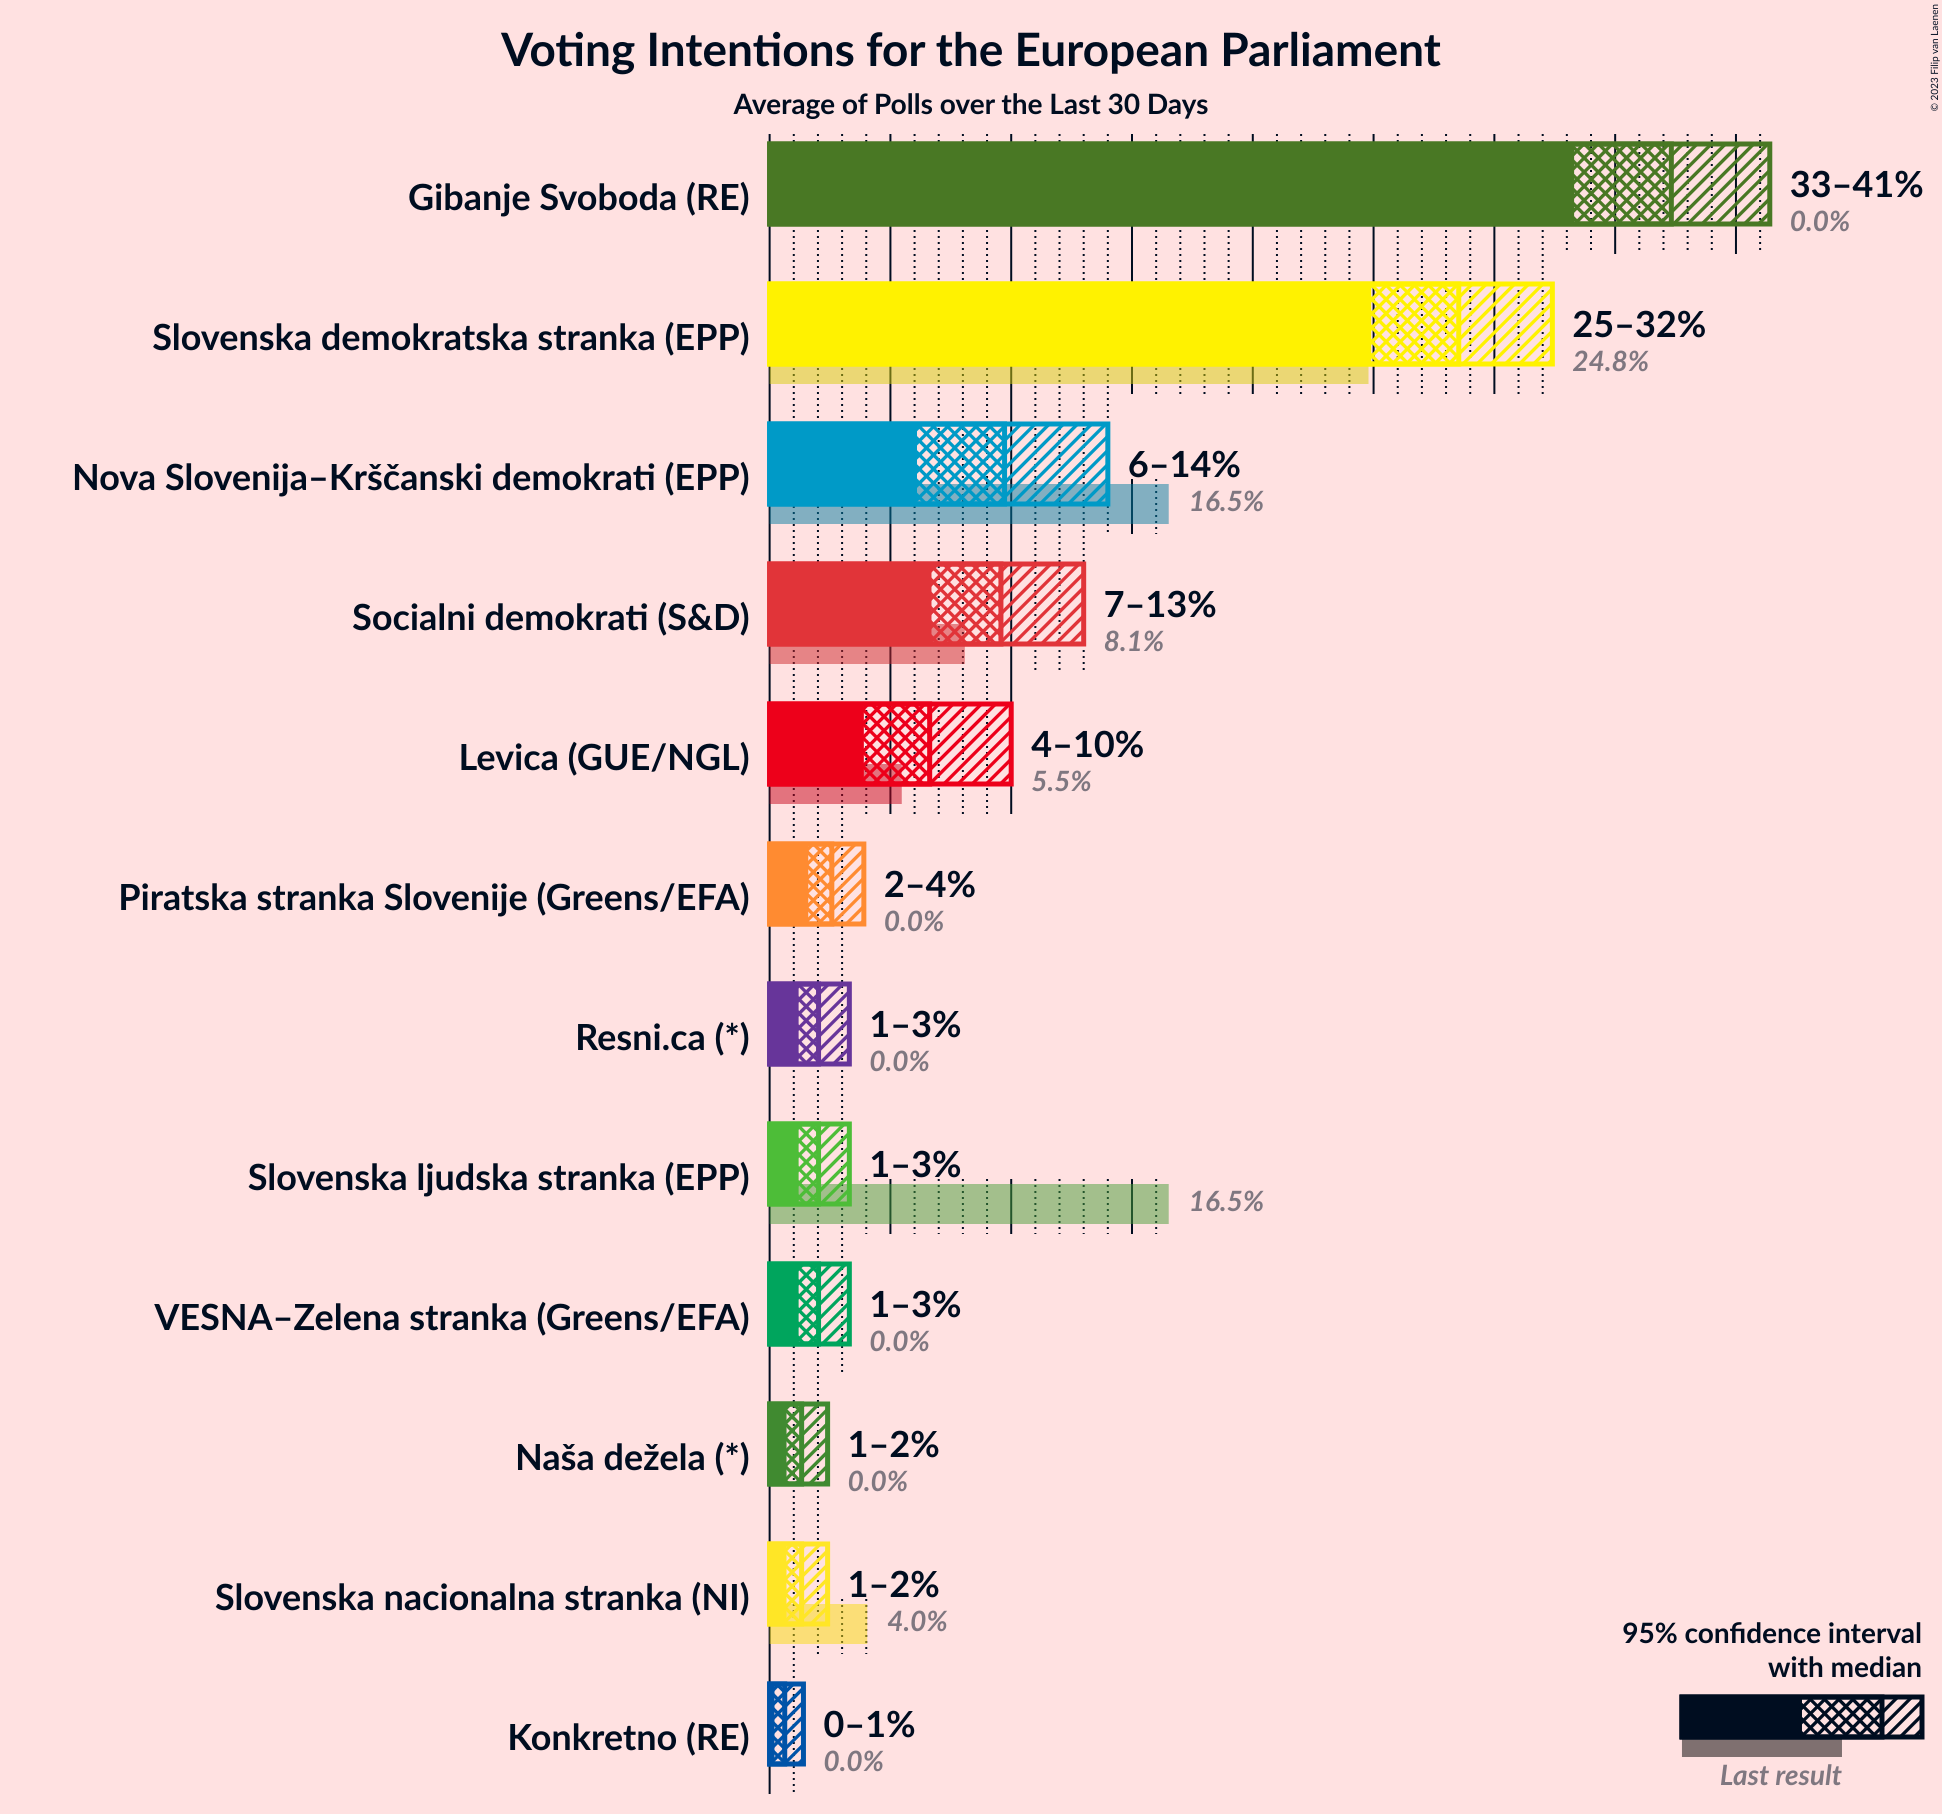 © 2023 Filip van Laenen
Voting Intentions for the European Parliament
Average of Polls over the Last 30 Days
Gibanje Svoboda (RE)
33–41%
0.0%
Slovenska demokratska stranka (EPP)
25–32%
24.8%
Nova Slovenija–Krščanski demokrati (EPP)
6–14%
16.5%
Socialni demokrati (S&D)
7–13%
8.1%
Levica (GUE/NGL)
4–10%
5.5%
Piratska stranka Slovenije (Greens/EFA)
2–4%
0.0%
Resni.ca (*)
1–3%
0.0%
Slovenska ljudska stranka (EPP)
1–3%
16.5%
VESNA–Zelena stranka (Greens/EFA)
1–3%
0.0%
Naša dežela (*)
1–2%
0.0%
Slovenska nacionalna stranka (NI)
1–2%
4.0%
Konkretno (RE)
0–1%
0.0%
95% confidence interval
with median
Last result